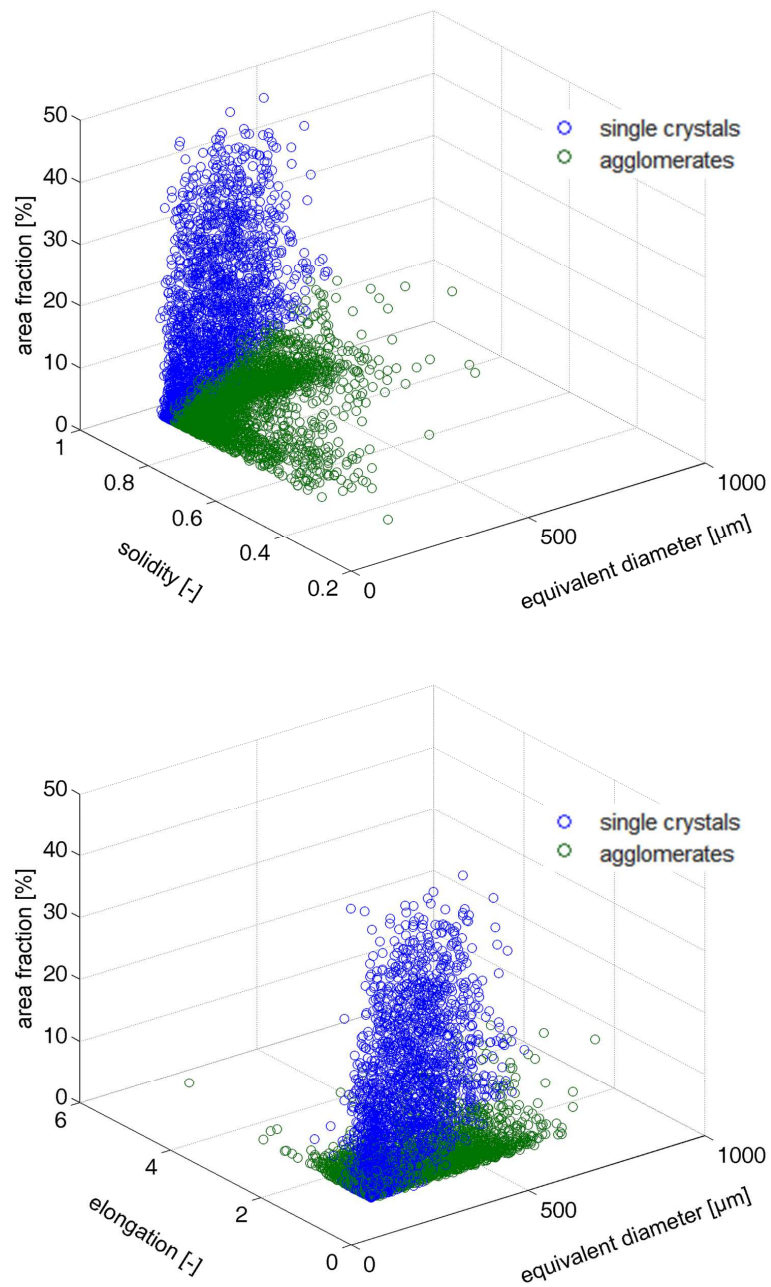 50
single crystals
40
agglomerates
area fraction [%]
30
20
10
0
1
0.8
0.6
0.4
0.2
0
500
1000
solidity [-]
equivalent diameter [µm]
50
single crystals
40
agglomerates
area fraction [%]
30
20
10
0
6
4
2
0
0
500
1000
elongation [-]
equivalent diameter [µm]